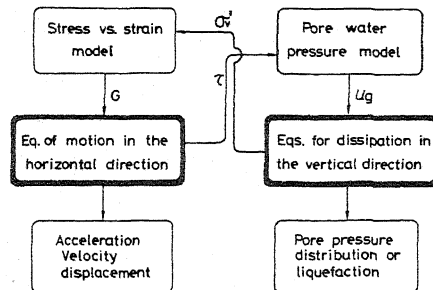 Stress vs. strain
model
σv'
Pore water
pressure model
G
τ
ug
Eq. of motion in the
horizontal direction
Eqs. for dissipation in
the vertical direction
Acceleration
Velocity
displacement
Pore pressure
distribution or
liquefaction